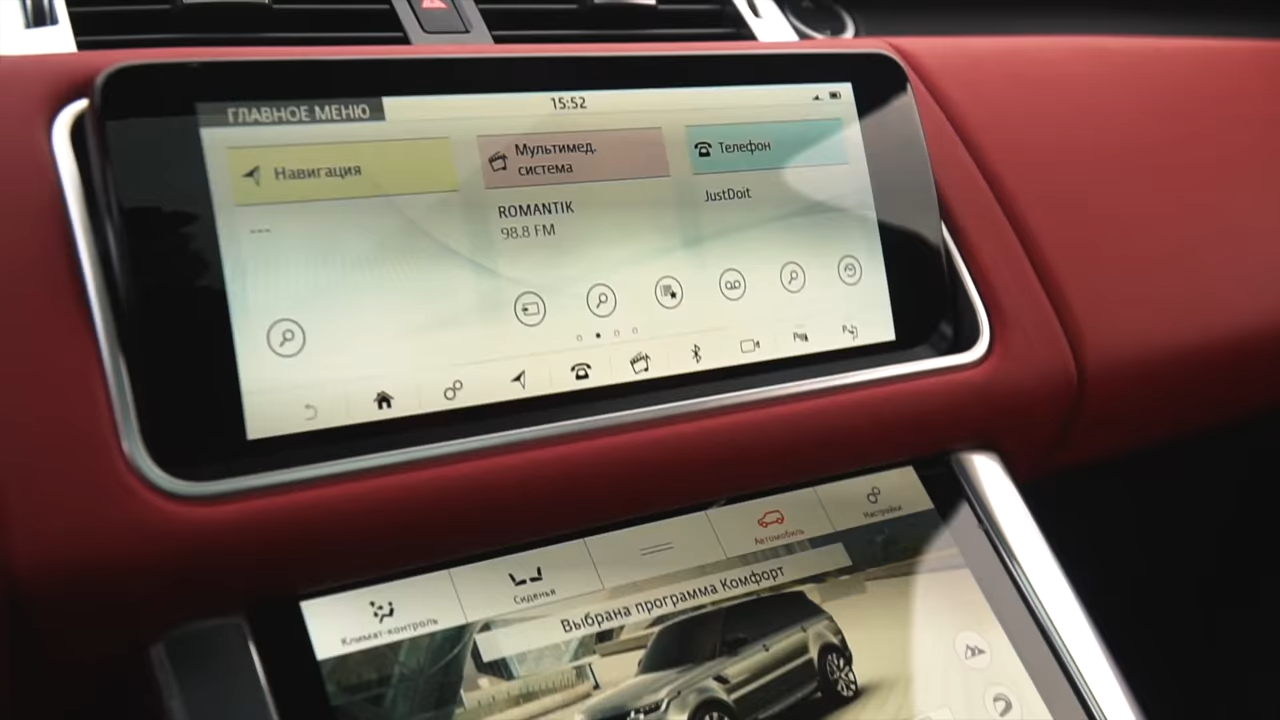 ГЛАВНОЕ МЕНЮ
15:52
Навигация
Мультимед.
система
Телефон
---
ROMANTIK
98.8 FM
JustDoit
Климат-контроль
Сиденья
Автомобиль
Настройки
Выбрана программа Комфорт